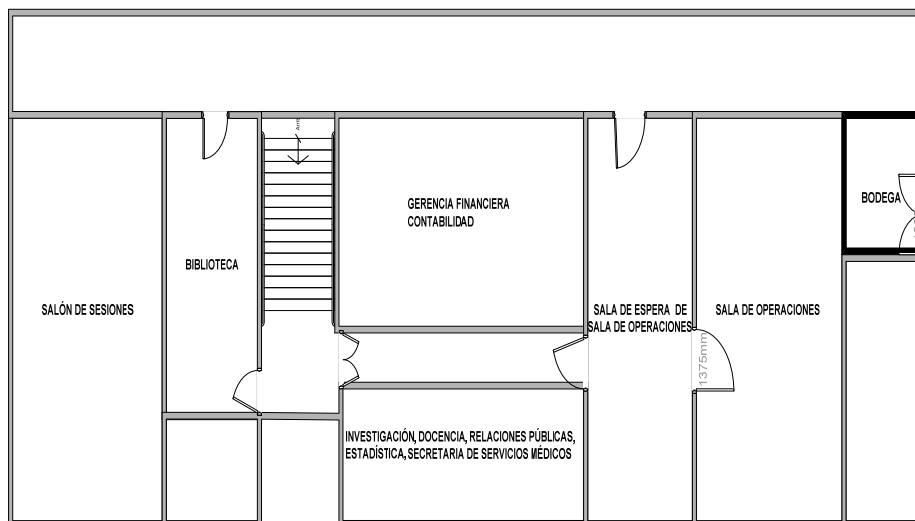 Arriba
GERENCIA FINANCIERA
CONTABILIDAD
BODEGA
BIBLIOTECA
SALÓN DE SESIONES
SALA DE ESPERA DE
SALA DE OPERACIONES
SALA DE OPERACIONES
1375mm
INVESTIGACIÓN, DOCENCIA, RELACIONES PÚBLICAS,
ESTADÍSTICA, SECRETARIA DE SERVICIOS MÉDICOS